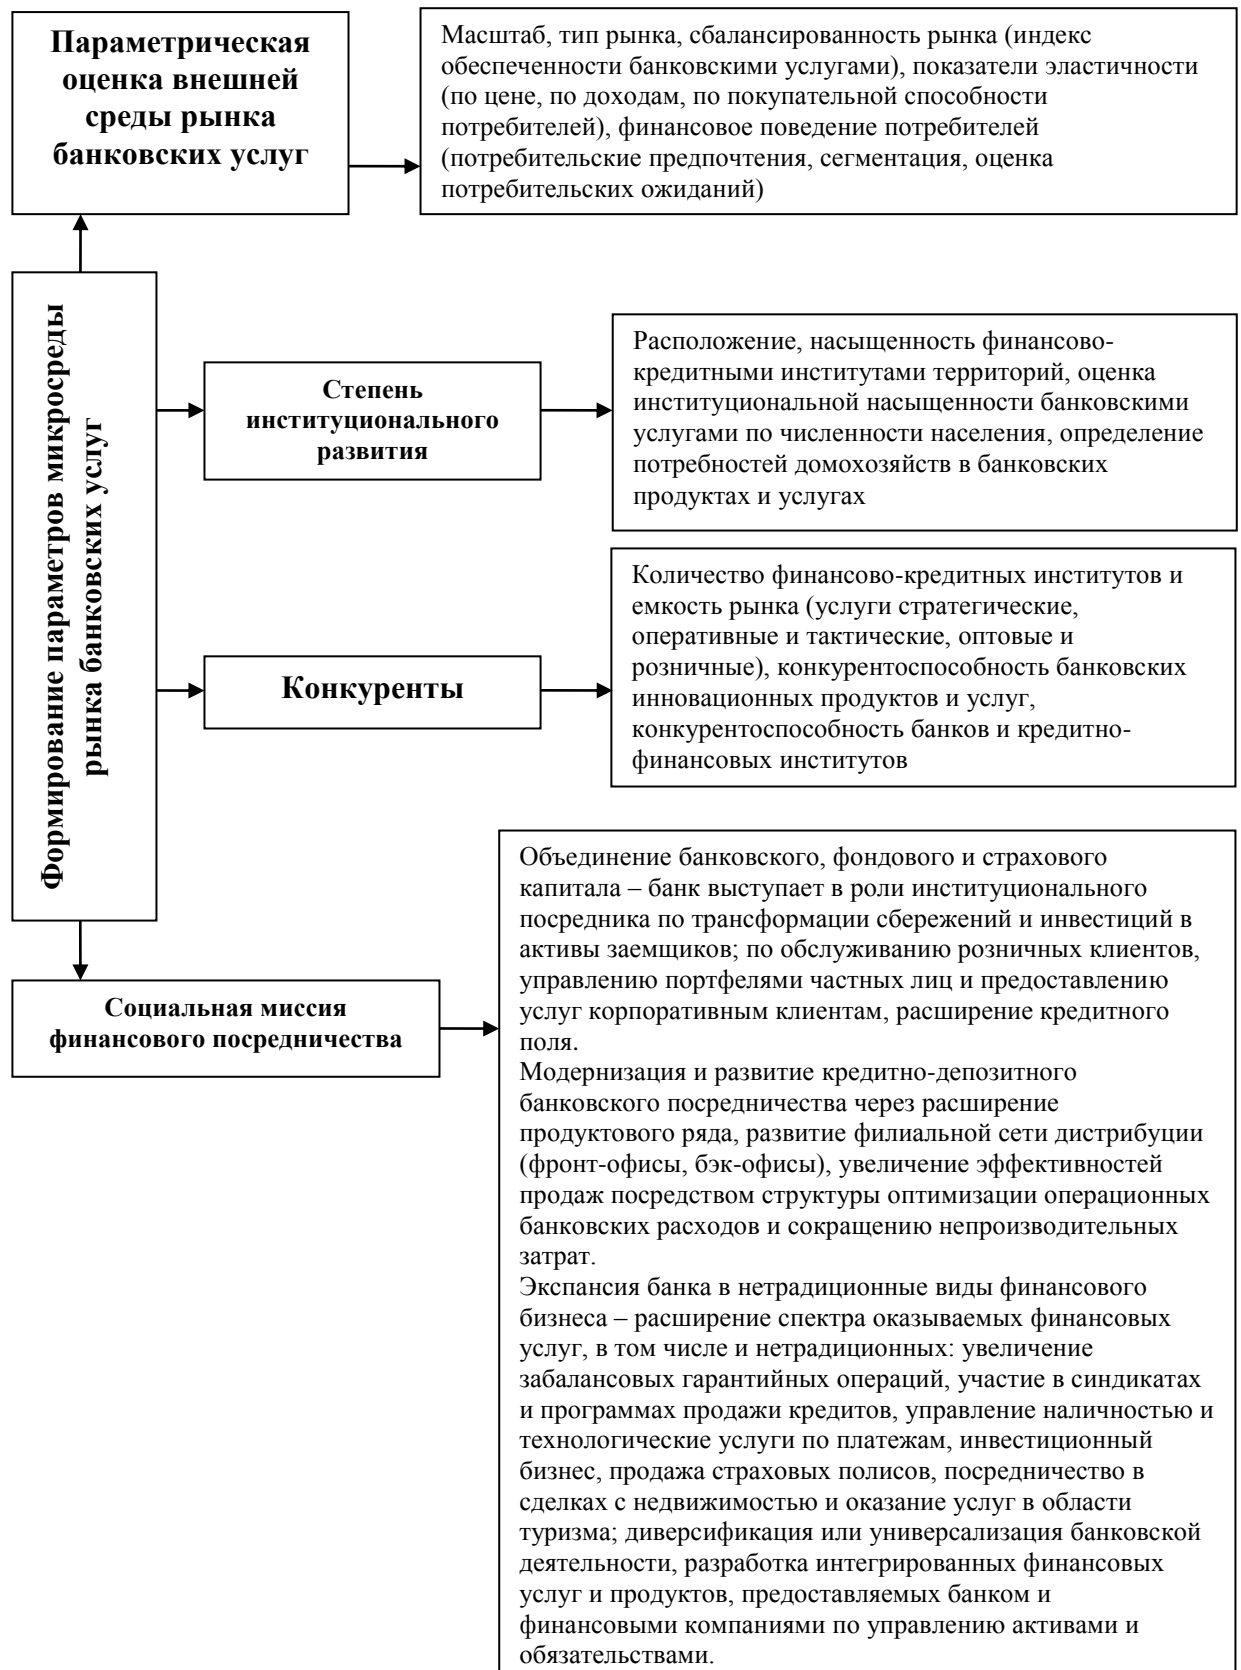 Параметрическая
оценка внешней
среды рынка
банковских услуг
Масштаб, тип рынка, сбалансированность рынка (индекс
обеспеченности банковскими услугами), показатели эластичности
(по цене, по доходам, по покупательной способности
потребителей), финансовое поведение потребителей
(потребительские предпочтения, сегментация, оценка
потребительских ожиданий)
Формирование параметров микросреды
рынка банковских услуг
Степень
институционального
развития
Расположение, насыщенность финансово-
кредитными институтами территорий, оценка
институциональной насыщенности банковскими
услугами по численности населения, определение
потребностей домохозяйств в банковских
продуктах и услугах
Конкуренты
Количество финансово-кредитных институтов и
емкость рынка (услуги стратегические,
оперативные и тактические, оптовые и
розничные), конкурентоспособность банковских
инновационных продуктов и услуг,
конкурентоспособность банков и кредитно-
финансовых институтов
Социальная миссия
финансового посредничества
Объединение банковского, фондового и страхового
капитала – банк выступает в роли институционального
посредника по трансформации сбережений и инвестиций в
активы заемщиков; по обслуживанию розничных клиентов,
управлению портфелями частных лиц и предоставлению
услуг корпоративным клиентам, расширение кредитного
поля.
Модернизация и развитие кредитно-депозитного
банковского посредничества через расширение
продуктового ряда, развитие филиальной сети дистрибуции
(фронт-офисы, бэк-офисы), увеличение эффективностей
продаж посредством структуры оптимизации операционных
банковских расходов и сокращению непроизводительных
затрат.
Экспансия банка в нетрадиционные виды финансового
бизнеса – расширение спектра оказываемых финансовых
услуг, в том числе и нетрадиционных: увеличение
забалансовых гарантийных операций, участие в синдикатах
и программах продажи кредитов, управление наличностью и
технологические услуги по платежам, инвестиционный
бизнес, продажа страховых полисов, посредничество в
сделках с недвижимостью и оказание услуг в области
туризма; диверсификация или универсализация банковской
деятельности, разработка интегрированных финансовых
услуг и продуктов, предоставляемых банком и
финансовыми компаниями по управлению активами и
обязательствами.